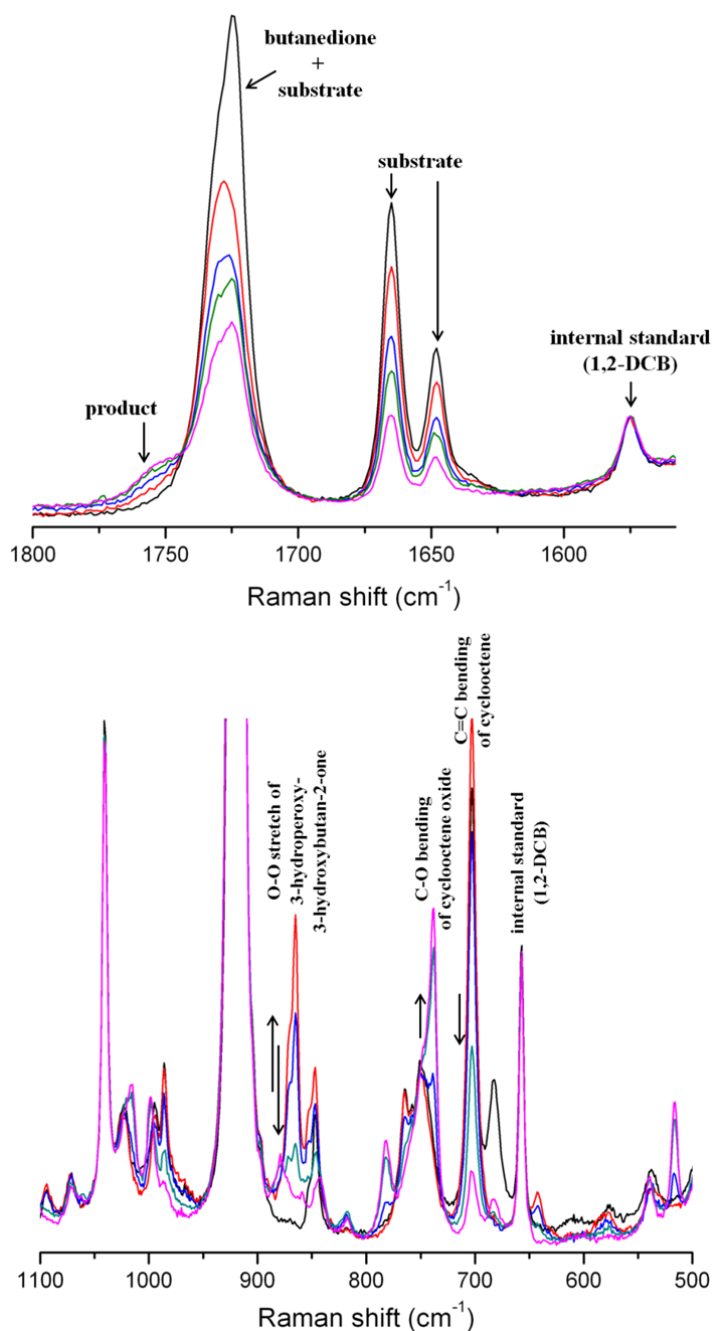 butanedione
+
substrate
substrate
internal standard
(1,2-DCB)
product
1800 1750 1700 1650 1600
Raman shift (cm⁻¹)
O-O stretch of
3-hydroperoxy-
3-hydroxybutan-2-one
C-O bending
of cyclooctene oxide
C=C bending
of cyclooctene
internal standard
(1,2-DCB)
1100 1000 900 800 700 600 500
Raman shift (cm⁻¹)